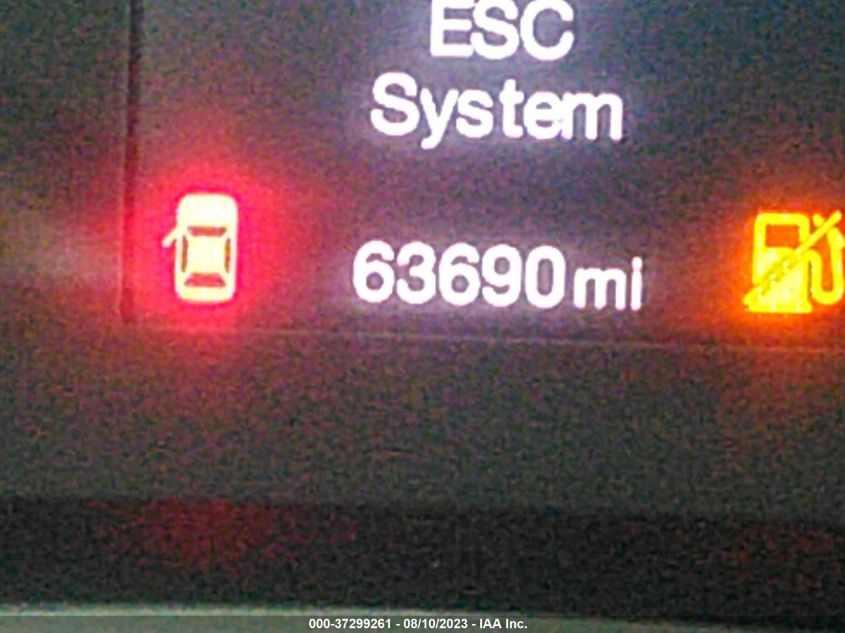 ESC
System
63690 mi
000-37299261 - 08/10/2023 - IAA Inc.